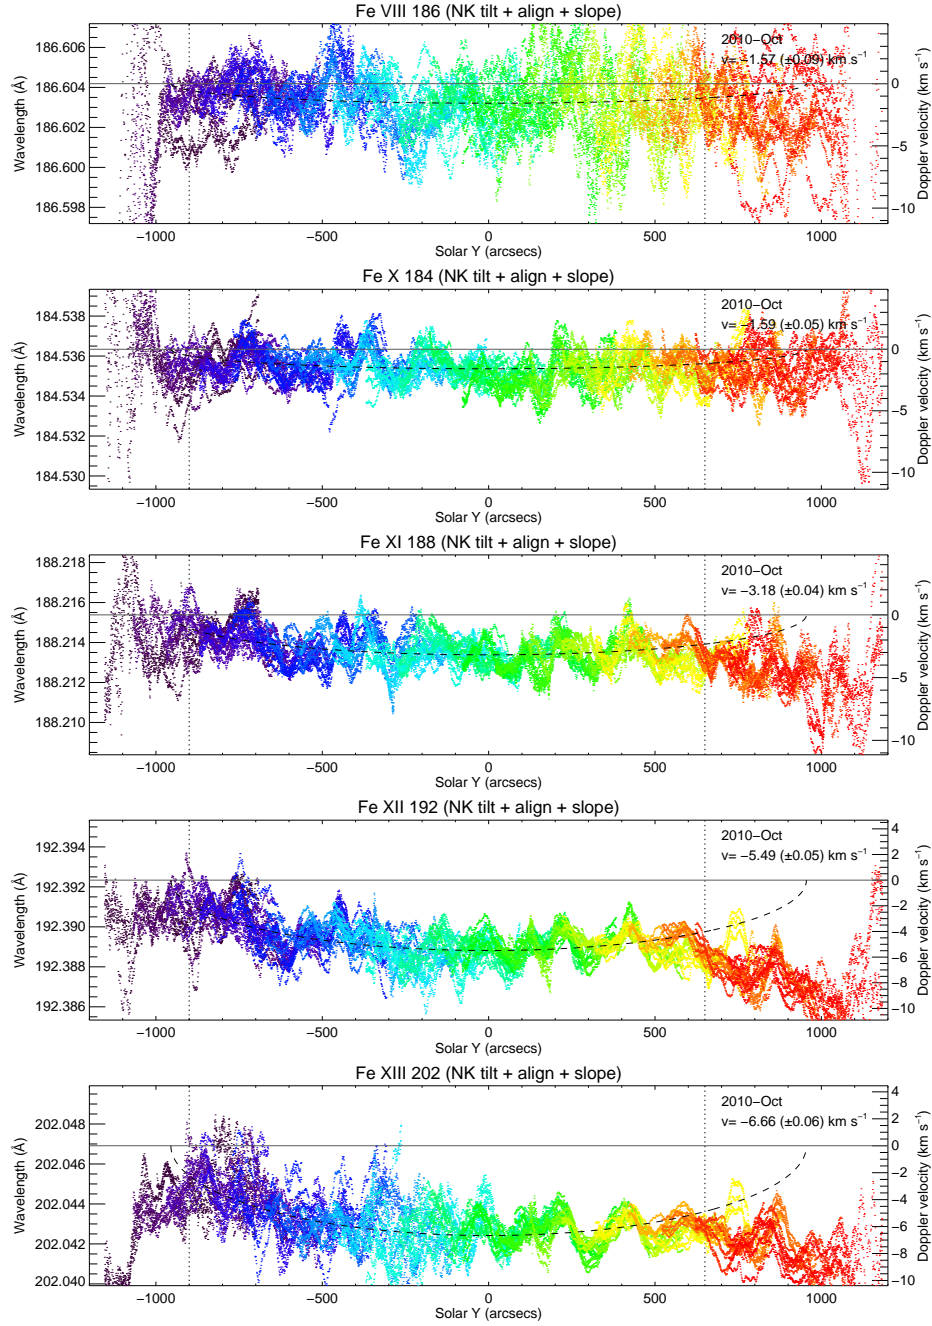 Fe VIII 186 (NK tilt + align + slope)
186.606
186.604
186.602
186.600
186.598
Wavelength (Å)
2010−Oct
v= −1.57 (±0.09) km s⁻¹
0
−5
−10
Doppler velocity (km s⁻¹)
−1000 −500 0 500 1000
Solar Y (arcsecs)
Fe X 184 (NK tilt + align + slope)
184.538
184.536
184.534
184.532
184.530
Wavelength (Å)
2010−Oct
v= −1.59 (±0.05) km s⁻¹
0
−5
−10
Doppler velocity (km s⁻¹)
−1000 −500 0 500 1000
Solar Y (arcsecs)
Fe XI 188 (NK tilt + align + slope)
188.218
188.216
188.214
188.212
188.210
Wavelength (Å)
2010−Oct
v= −3.18 (±0.04) km s⁻¹
0
−5
−10
Doppler velocity (km s⁻¹)
−1000 −500 0 500 1000
Solar Y (arcsecs)
Fe XII 192 (NK tilt + align + slope)
192.394
192.392
192.390
192.388
192.386
Wavelength (Å)
2010−Oct
v= −5.49 (±0.05) km s⁻¹
4
2
0
−2
−4
−6
−8
−10
Doppler velocity (km s⁻¹)
−1000 −500 0 500 1000
Solar Y (arcsecs)
Fe XIII 202 (NK tilt + align + slope)
202.048
202.046
202.044
202.042
202.040
Wavelength (Å)
2010−Oct
v= −6.66 (±0.06) km s⁻¹
4
2
0
−2
−4
−6
−8
−10
Doppler velocity (km s⁻¹)
−1000 −500 0 500 1000
Solar Y (arcsecs)